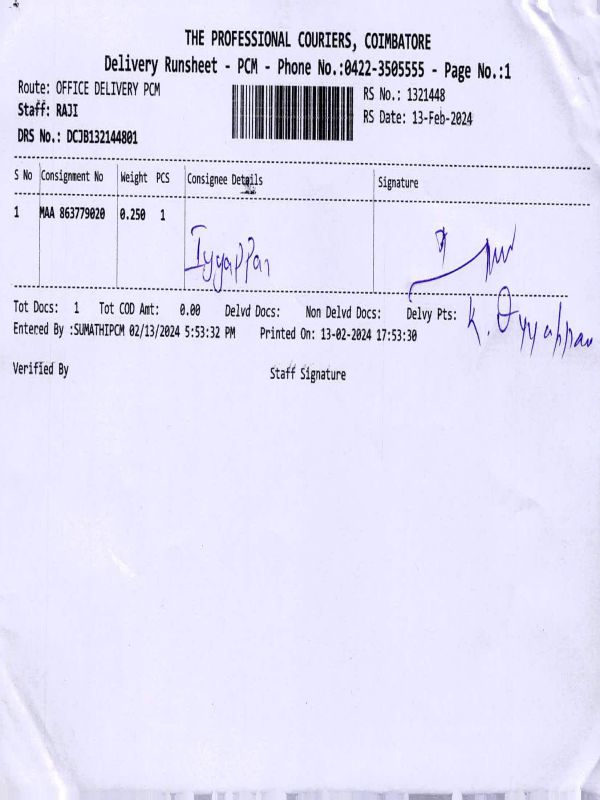 THE PROFESSIONAL COURIERS, COIMBATORE
Delivery Runsheet - PCM - Phone No.:0422-3505555 - Page No.:1
Route: OFFICE DELIVERY PCM
RS No.: 1321448
Staff: RAJI
RS Date: 13-Feb-2024
DRS No.: DCJB132144801
S No Consignment No Weight PCS Consignee Details Signature
1 MAA 863779020 0.250 1
Iyyappan
Tot Docs: 1 Tot COD Amt: 0.00 Delvd Docs: Non Delvd Docs: Delvy Pts:
K. Iyyappan
Entered By :SUMATHIPCM 02/13/2024 5:53:32 PM Printed On: 13-02-2024 17:53:30
Verified By Staff Signature